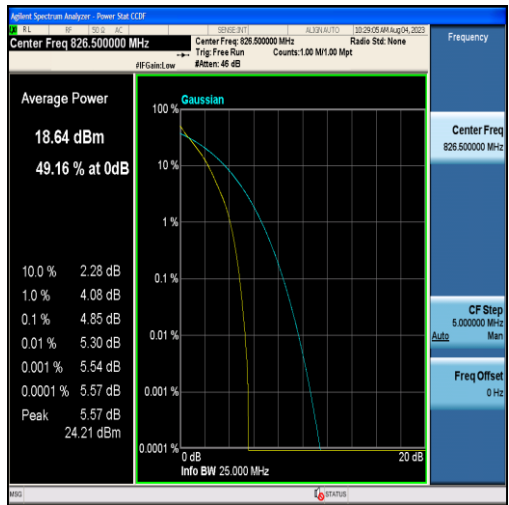 Agilent Spectrum Analyzer - Power Stat CCDF
RL RF 50 Ω AC SENSE:INT ALIGN AUTO 10:29:05 AM Aug 04, 2023
Center Freq 826.500000 MHz
Center Freq: 826.500000 MHz Radio Std: None
Trig: Free Run Counts:1.00 M/1.00 Mpt
#IFGain:Low #Atten: 46 dB
Frequency
Average Power
18.64 dBm
49.16 % at 0dB
10.0 % 2.28 dB
1.0 % 4.08 dB
0.1 % 4.85 dB
0.01 % 5.30 dB
0.001 % 5.54 dB
0.0001 % 5.57 dB
Peak 5.57 dB
24.21 dBm
Gaussian
100 %
10 %
1 %
0.1 %
0.01 %
0.001 %
0.0001 %
0 dB 20 dB
Info BW 25.000 MHz
Center Freq
826.500000 MHz
CF Step
5.000000 MHz
Auto Man
Freq Offset
0 Hz
MSG STATUS